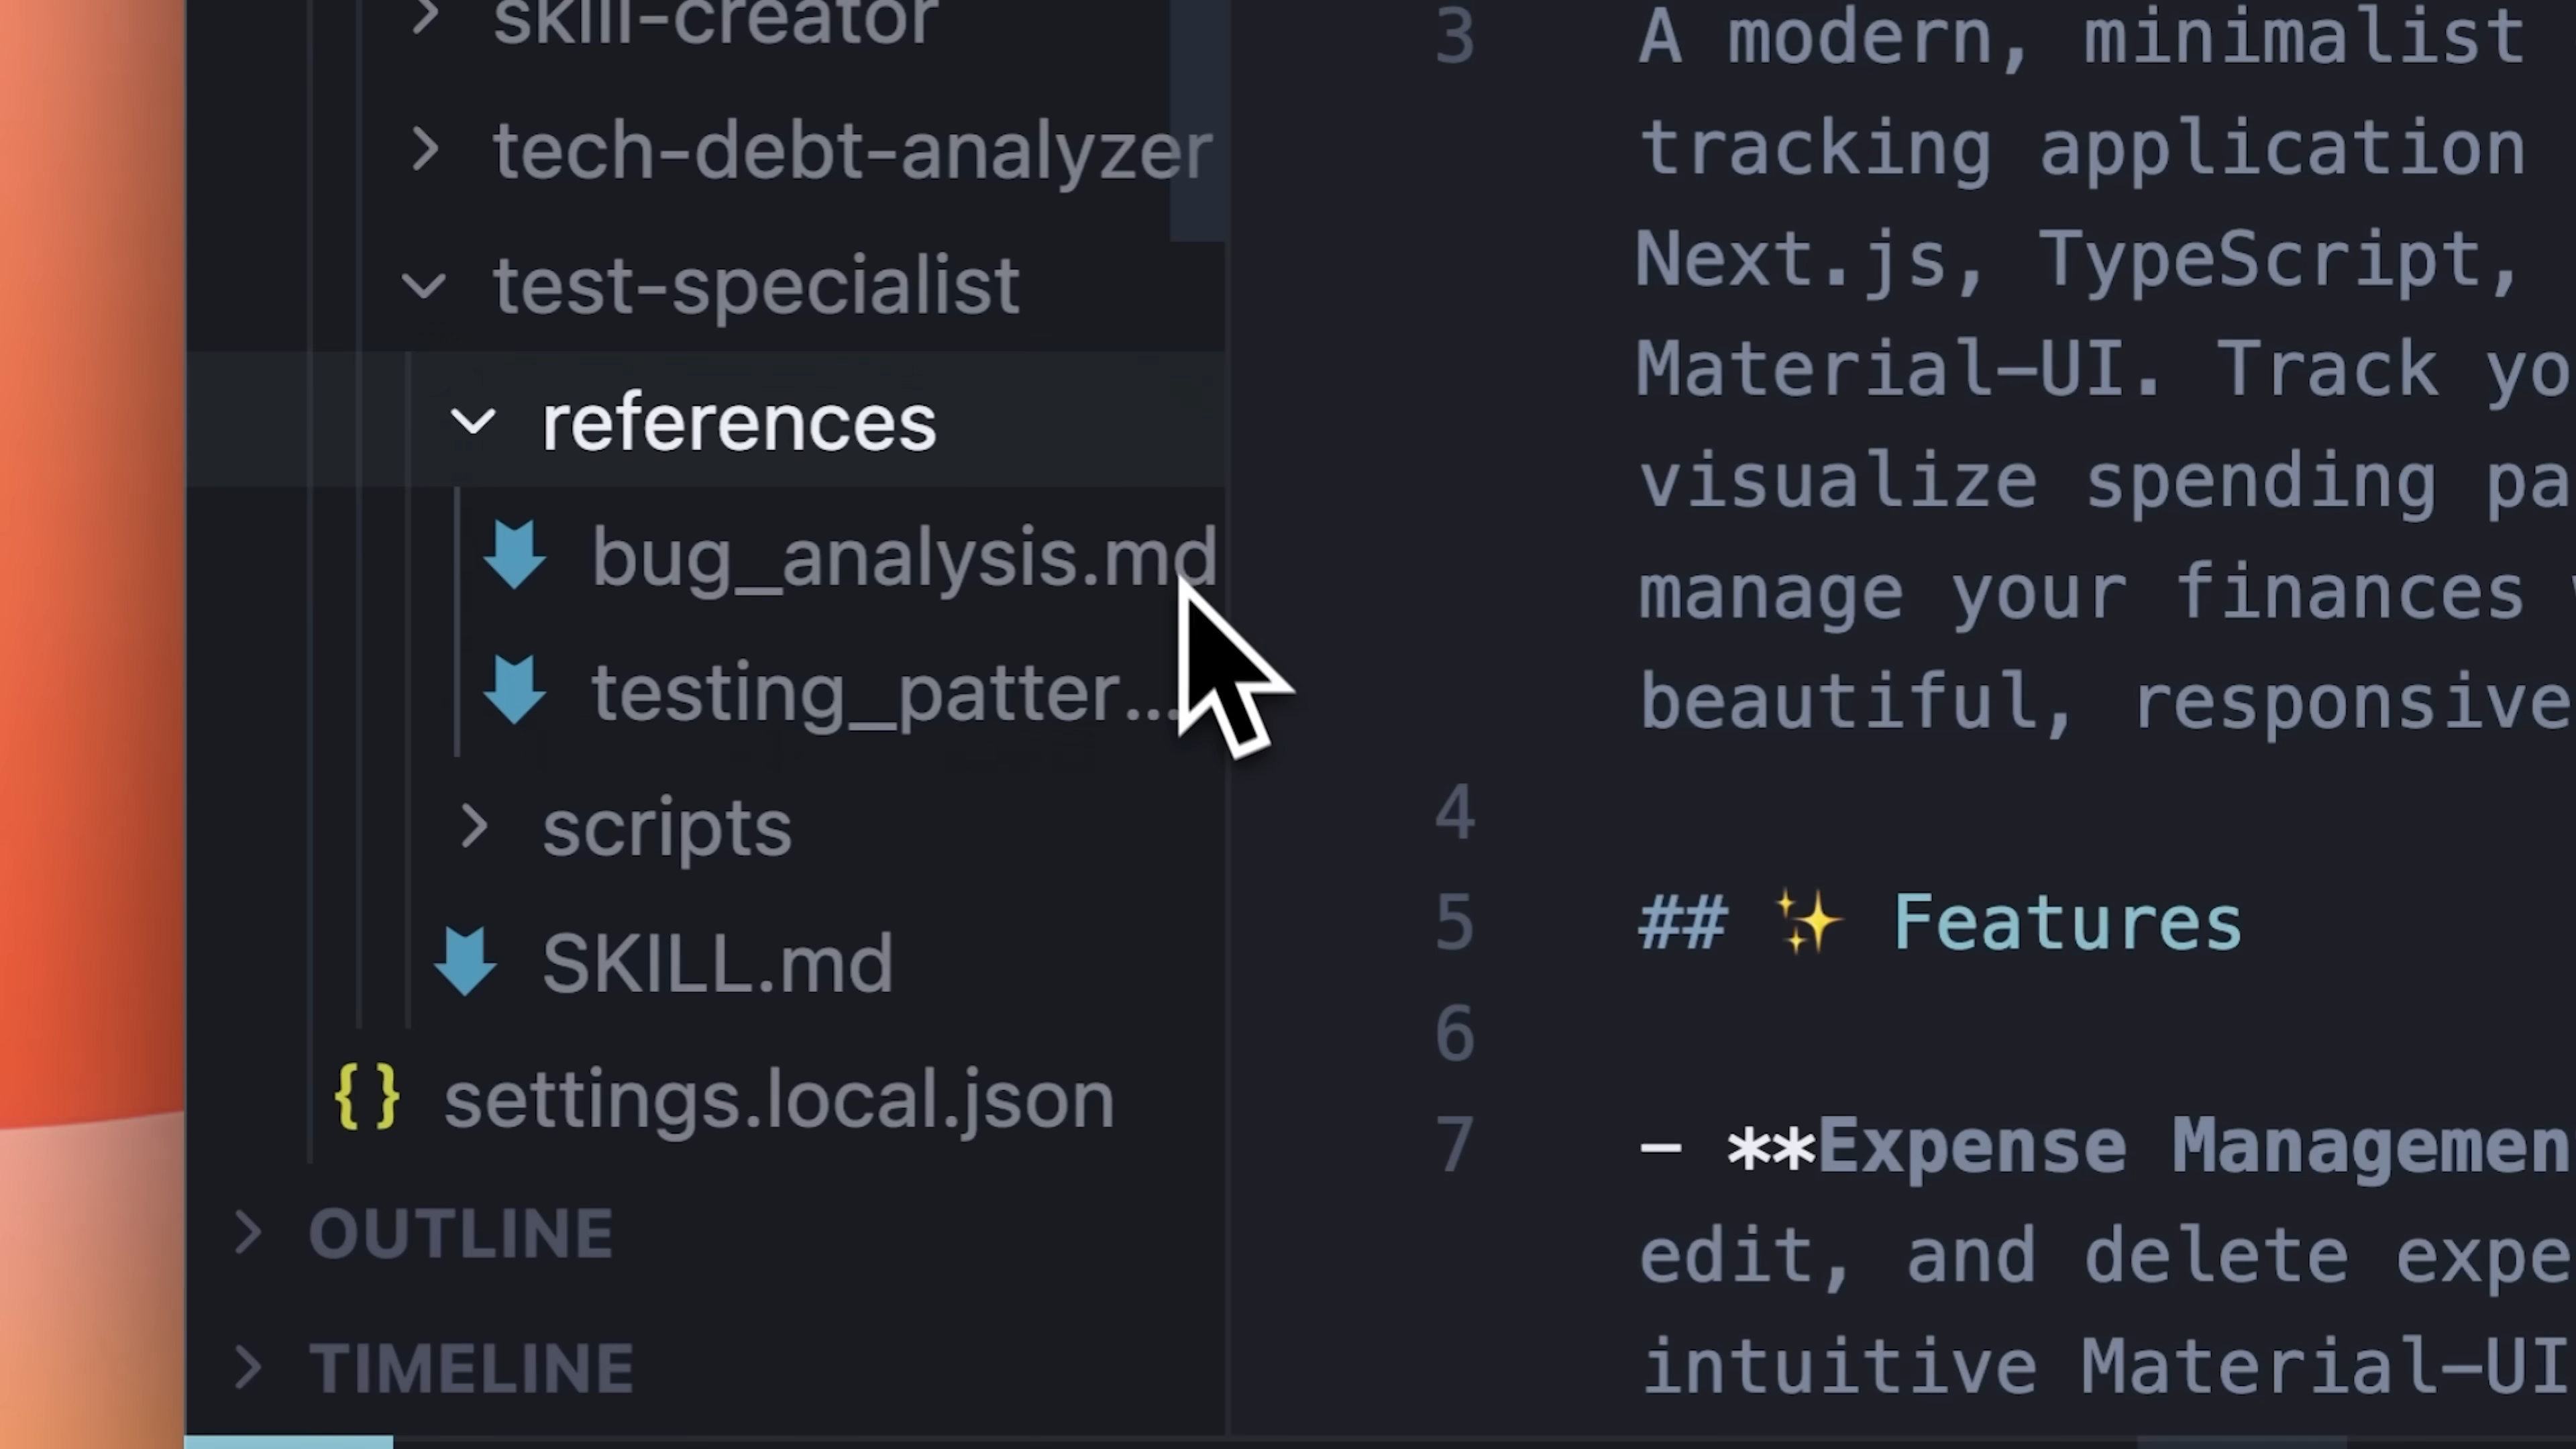 skill-creator
tech-debt-analyzer
test-specialist
references
bug_analysis.md
testing_patter...
scripts
SKILL.md
{} settings.local.json
OUTLINE
TIMELINE
3 A modern, minimalist
tracking application
Next.js, TypeScript,
Material-UI. Track yo
visualize spending pa
manage your finances
beautiful, responsive
4
5 ## ✨ Features
6
7 - **Expense Managemen
edit, and delete expe
intuitive Material-UI